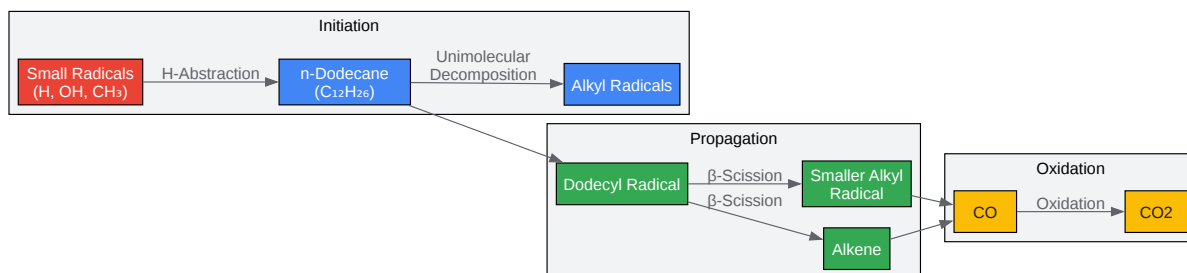 Initiation
Small Radicals
(H, OH, CH₃)
H-Abstraction
n-Dodecane
(C₁₂H₂₆)
Unimolecular
Decomposition
Alkyl Radicals
Propagation
Dodecyl Radical
β-Scission
β-Scission
Smaller Alkyl
Radical
Alkene
Oxidation
CO
Oxidation
CO2